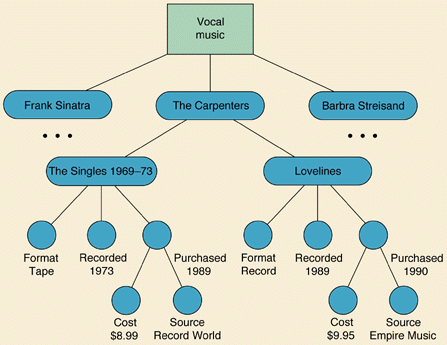 Vocal
music
Frank Sinatra
The Carpenters
Barbra Streisand
• • •
• • •
The Singles 1969–73
Lovelines
Format
Tape
Recorded
1973
Purchased
1989
Format
Record
Recorded
1989
Purchased
1990
Cost
$8.99
Source
Record World
Cost
$9.95
Source
Empire Music